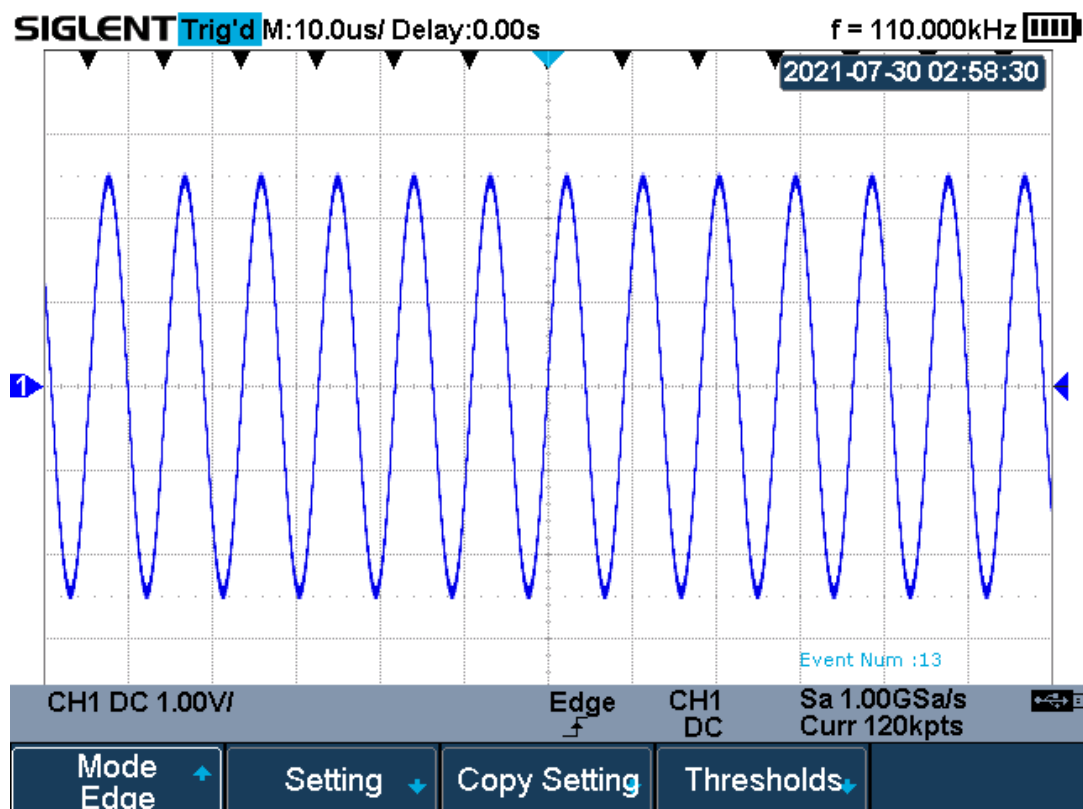 SIGLENT Trig'd M:10.0us/ Delay:0.00s f = 110.000kHz
2021-07-30 02:58:30
1
Event Num :13
CH1 DC 1.00V/ Edge CH1 Sa 1.00GSa/s
DC Curr 120kpts
Mode Setting Copy Setting Thresholds
Edge